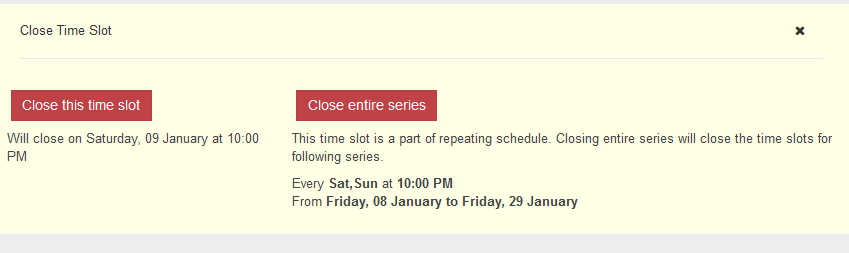 Close Time Slot
✖
Close this time slot
Will close on Saturday, 09 January at 10:00
PM
Close entire series
This time slot is a part of repeating schedule. Closing entire series will close the time slots for
following series.
Every Sat,Sun at 10:00 PM
From Friday, 08 January to Friday, 29 January